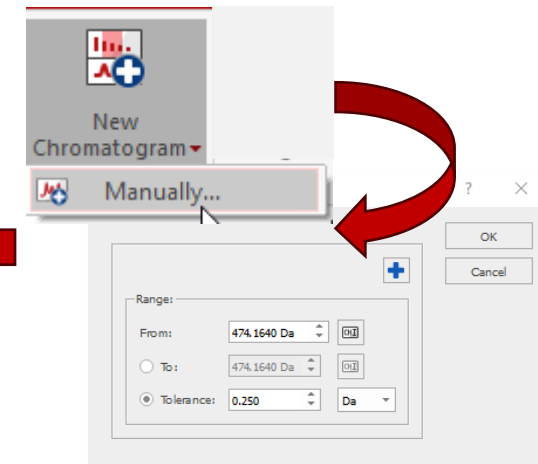 New
Chromatogram
Manually...
? ×
OK
Cancel
Range:
From: 474.1640 Da
To: 474.1640 Da
Tolerance: 0.250 Da